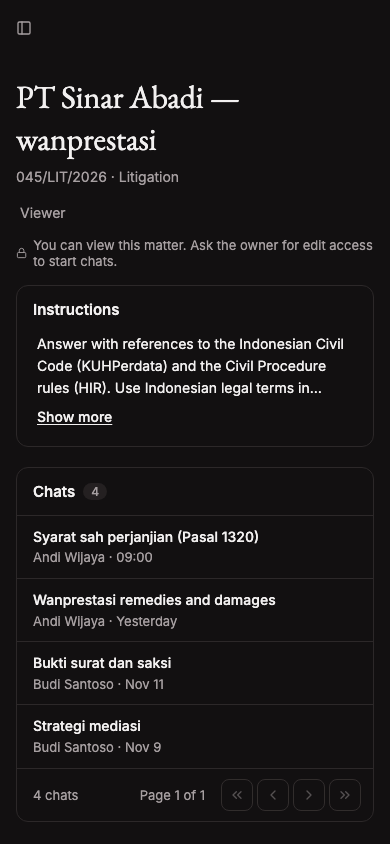 PT Sinar Abadi —
wanprestasi
045/LIT/2026 · Litigation
Viewer
You can view this matter. Ask the owner for edit access
to start chats.
Instructions
Answer with references to the Indonesian Civil
Code (KUHPerdata) and the Civil Procedure
rules (HIR). Use Indonesian legal terms in...
Show more
Chats 4
Syarat sah perjanjian (Pasal 1320)
Andi Wijaya · 09:00
Wanprestasi remedies and damages
Andi Wijaya · Yesterday
Bukti surat dan saksi
Budi Santoso · Nov 11
Strategi mediasi
Budi Santoso · Nov 9
4 chats Page 1 of 1